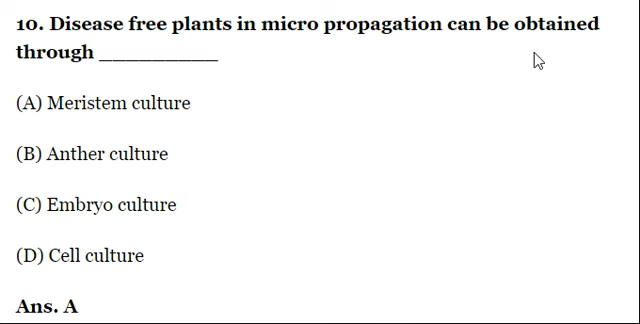 10. Disease free plants in micro propagation can be obtained
through __________
(A) Meristem culture
(B) Anther culture
(C) Embryo culture
(D) Cell culture
Ans. A